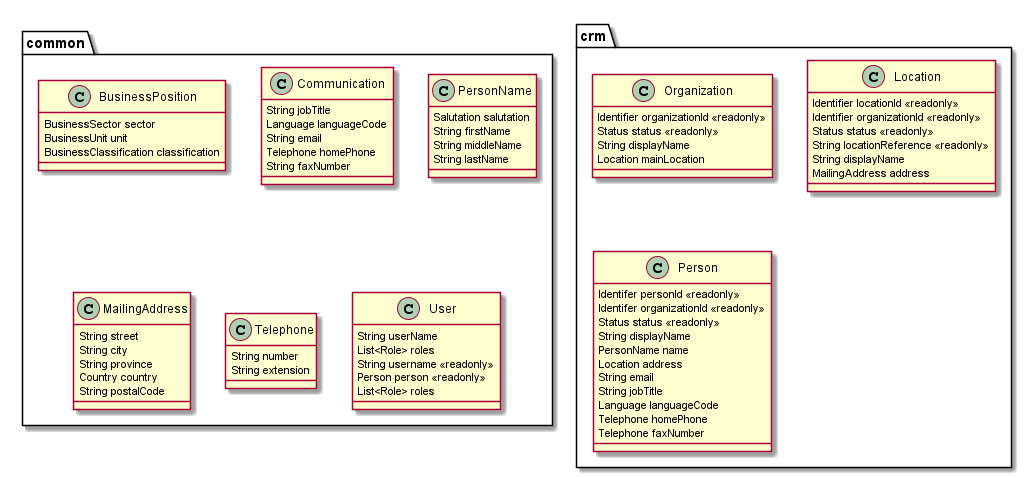 common
C BusinessPosition
BusinessSector sector
BusinessUnit unit
BusinessClassification classification
C Communication
String jobTitle
Language languageCode
String email
Telephone homePhone
String faxNumber
C PersonName
Salutation salutation
String firstName
String middleName
String lastName
C MailingAddress
String street
String city
String province
Country country
String postalCode
C Telephone
String number
String extension
C User
String userName
List<Role> roles
String username «readonly»
Person person «readonly»
List<Role> roles
crm
C Organization
Identifier organizationId «readonly»
Status status «readonly»
String displayName
Location mainLocation
C Location
Identifier locationId «readonly»
Identifier organizationId «readonly»
Status status «readonly»
String locationReference «readonly»
String displayName
MailingAddress address
C Person
Identifer personId «readonly»
Identifer organizationId «readonly»
Status status «readonly»
String displayName
PersonName name
Location address
String email
String jobTitle
Language languageCode
Telephone homePhone
Telephone faxNumber